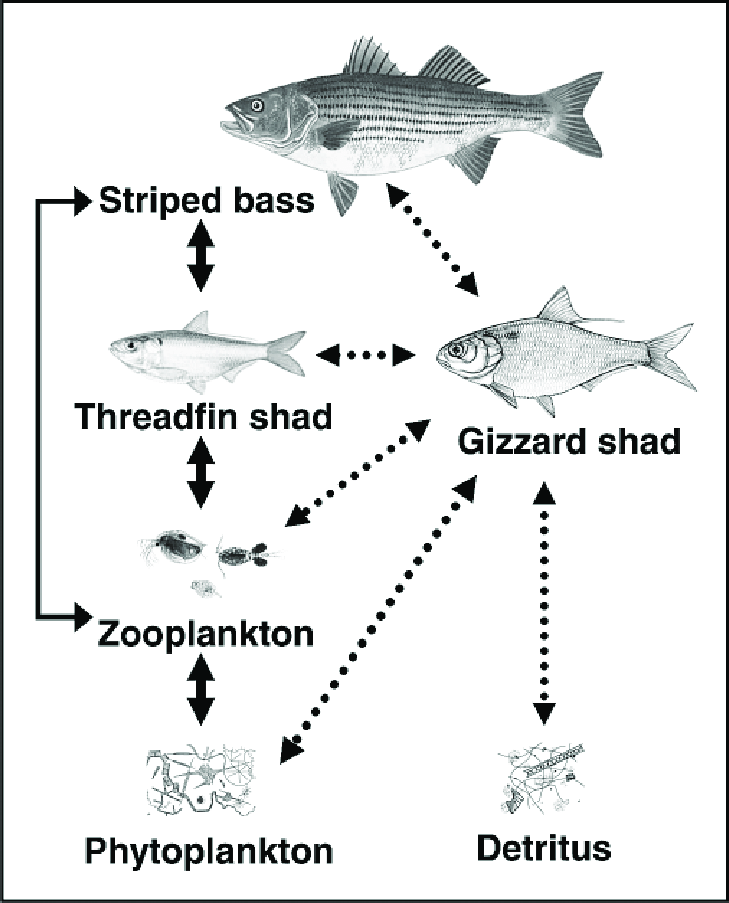 Striped bass
Threadfin shad
Gizzard shad
Zooplankton
Phytoplankton
Detritus